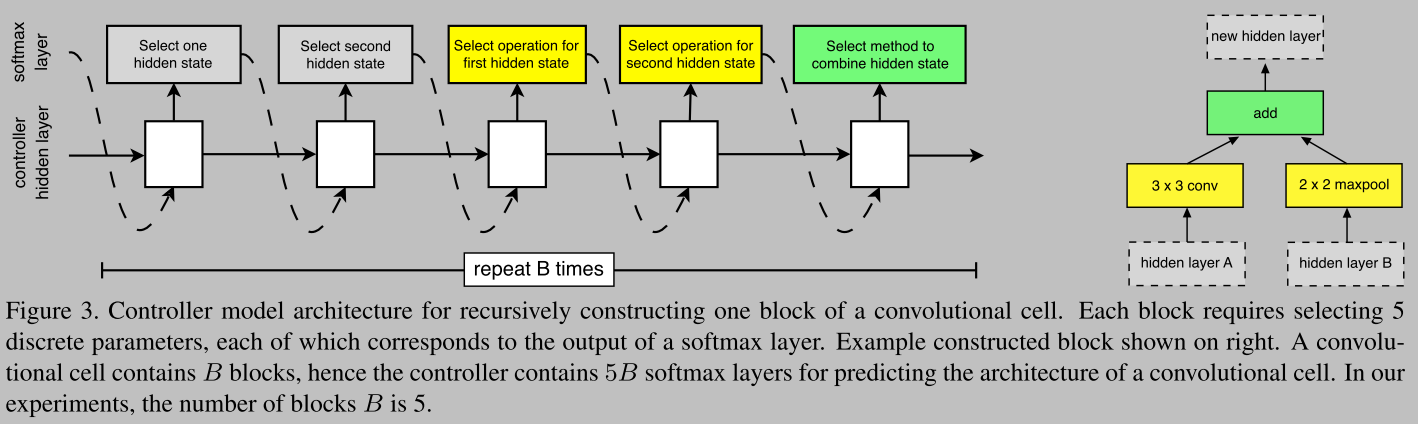 softmax
layer
controller
hidden layer
Select one
hidden state
Select second
hidden state
Select operation for
first hidden state
Select operation for
second hidden state
Select method to
combine hidden state
repeat B times
new hidden layer
add
3 x 3 conv
2 x 2 maxpool
hidden layer A
hidden layer B
Figure 3. Controller model architecture for recursively constructing one block of a convolutional cell. Each block requires selecting 5
discrete parameters, each of which corresponds to the output of a softmax layer. Example constructed block shown on right. A convolu-
tional cell contains B blocks, hence the controller contains 5B softmax layers for predicting the architecture of a convolutional cell. In our
experiments, the number of blocks B is 5.